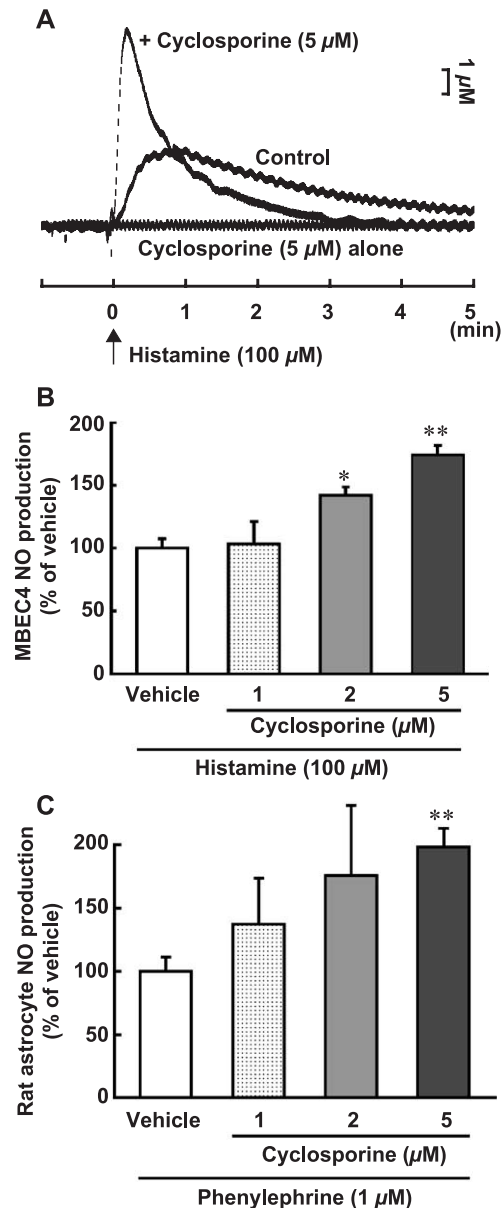 A
+ Cyclosporine (5 µM)
1 µM
Control
Cyclosporine (5 µM) alone
0 1 2 3 4 5
(min)
Histamine (100 µM)
B
MBEC4 NO production
(% of vehicle)
200
150
100
50
0
*
**
Vehicle 1 2 5
Cyclosporine (µM)
Histamine (100 µM)
C
Rat astrocyte NO production
(% of vehicle)
200
150
100
50
0
**
Vehicle 1 2 5
Cyclosporine (µM)
Phenylephrine (1 µM)